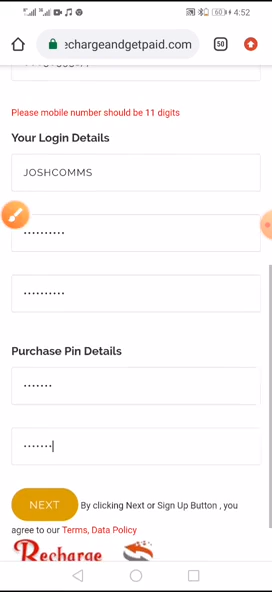 4:52
:echargeandgetpaid.com
50
Please mobile number should be 11 digits
Your Login Details
JOSHCOMMS
••••••••••
••••••••••
Purchase Pin Details
•••••••
•••••••
NEXT By clicking Next or Sign Up Button , you
agree to our Terms, Data Policy
Recharge